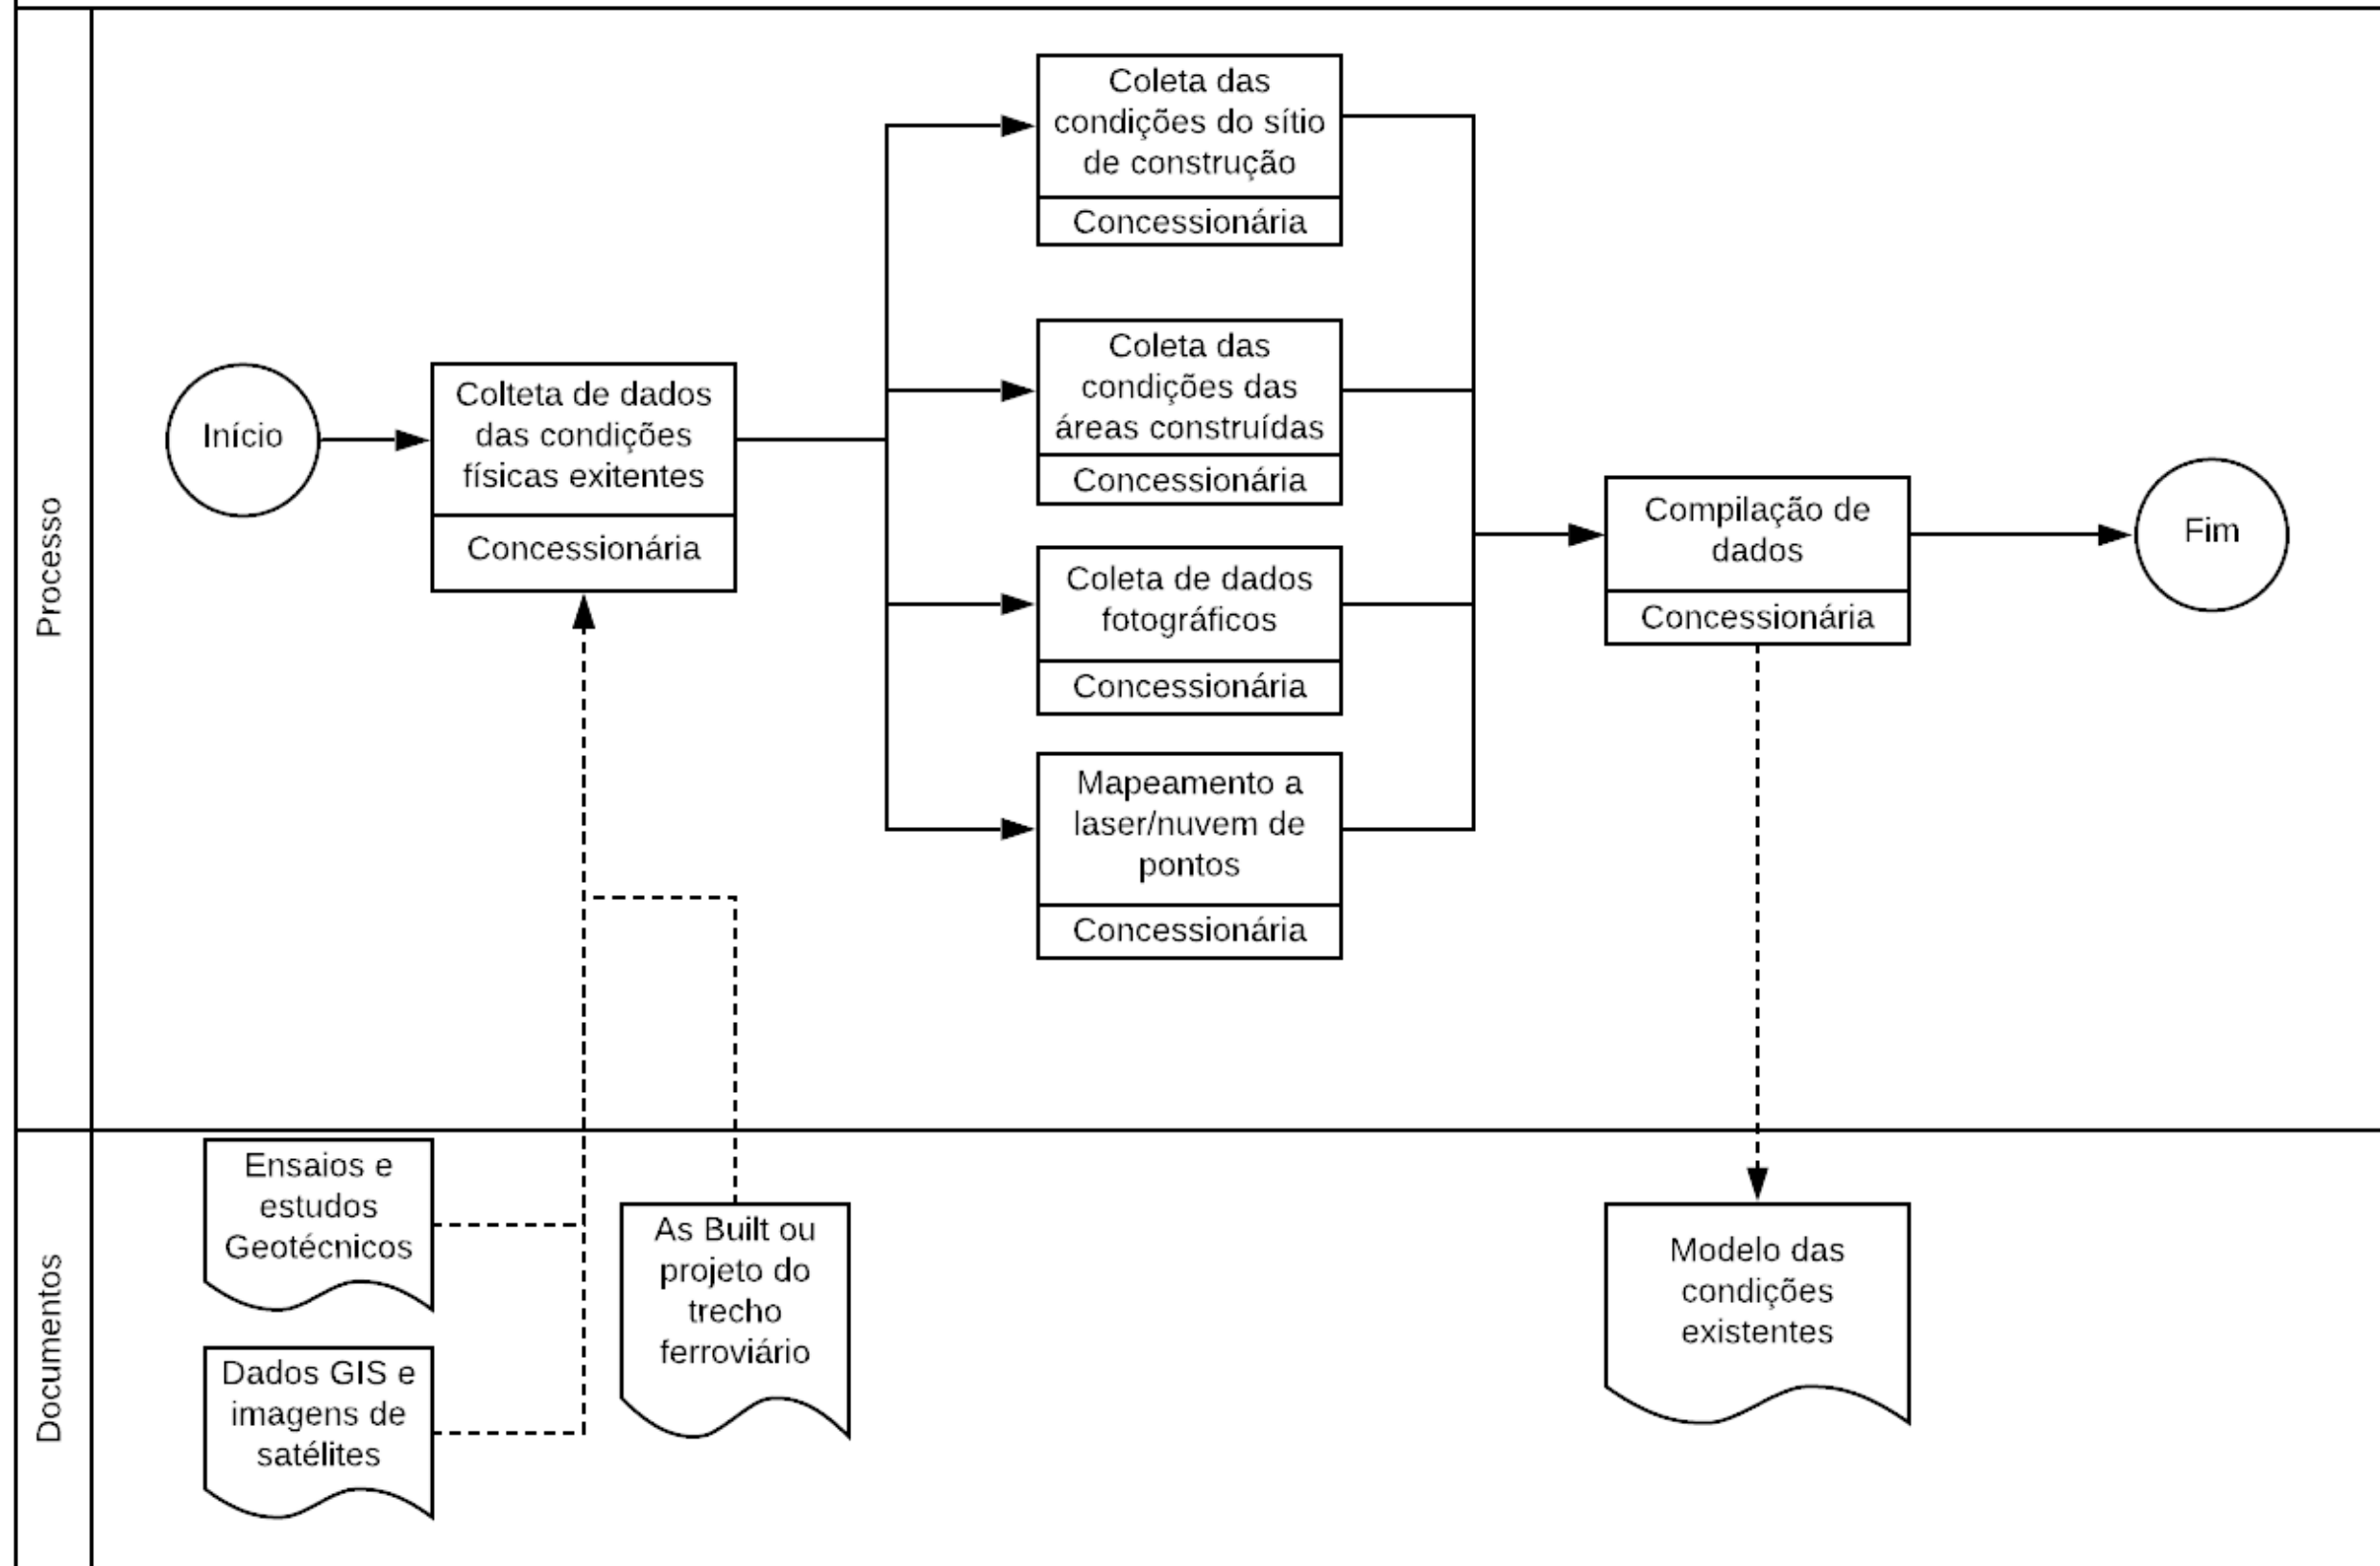 Processo
Início
Colteta de dados
das condições
físicas exitentes
Concessionária
Coleta das
condições do sítio
de construção
Concessionária
Coleta das
condições das
áreas construídas
Concessionária
Coleta de dados
fotográficos
Concessionária
Mapeamento a
laser/nuvem de
pontos
Concessionária
Compilação de
dados
Concessionária
Fim
Documentos
Ensaios e
estudos
Geotécnicos
Dados GIS e
imagens de
satélites
As Built ou
projeto do
trecho
ferroviário
Modelo das
condições
existentes